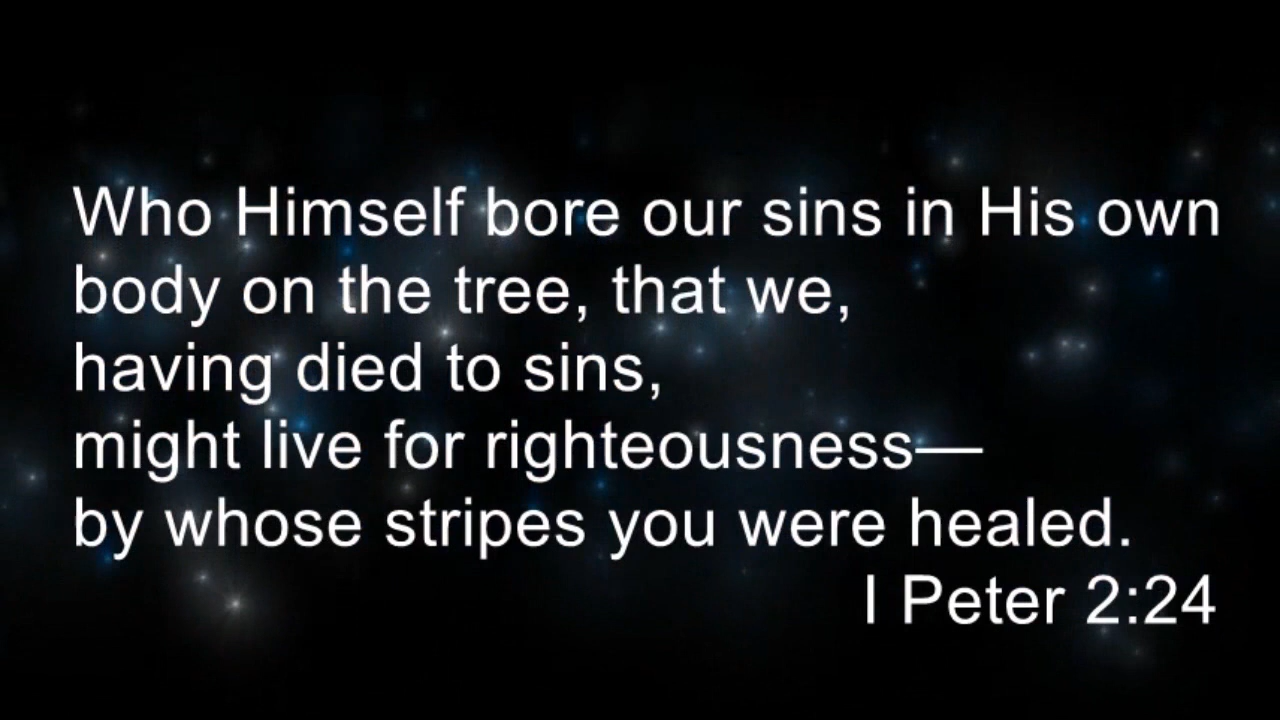 Who Himself bore our sins in His own
body on the tree, that we,
having died to sins,
might live for righteousness—
by whose stripes you were healed.
I Peter 2:24